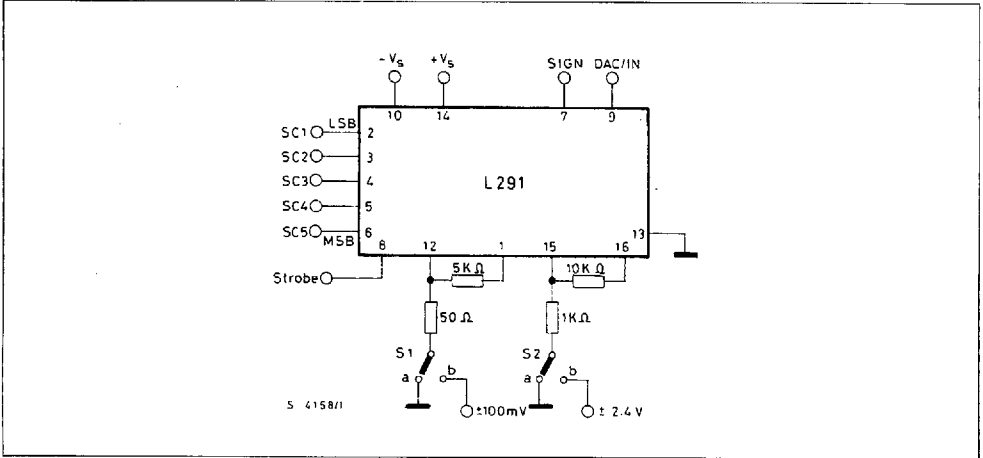 -Vs +Vs SIGN DAC/IN
10 14 7 9
SC1 LSB 2
SC2 3
SC3 4
L291
SC4 5
SC5 MSB 6
13
8 12 1 15 16
5KΩ 10KΩ
Strobe
50Ω 1KΩ
S1 S2
a b a b
S 4158/1 ±100mV ± 2.4V